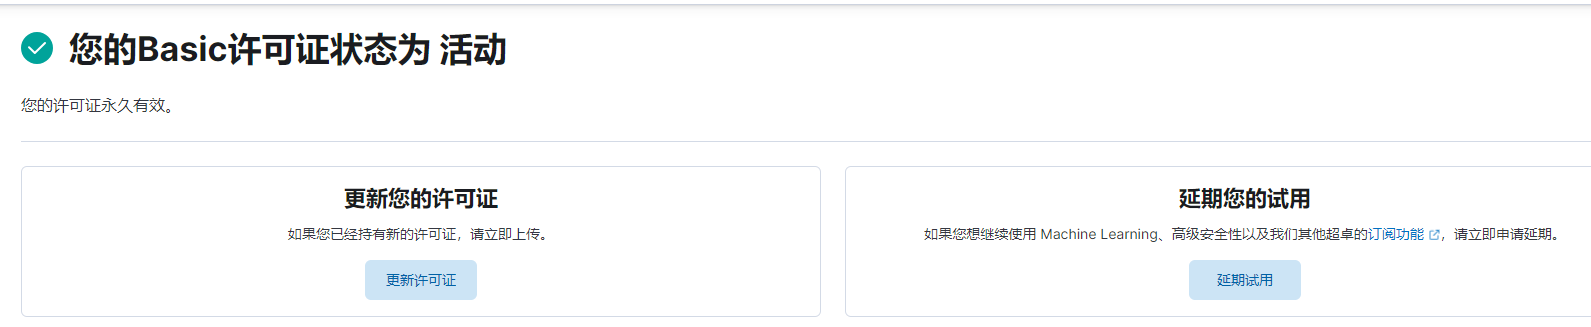 您的Basic许可证状态为 活动
您的许可证永久有效。
更新您的许可证
如果您已经持有新的许可证，请立即上传。
更新许可证
延期您的试用
如果您想继续使用 Machine Learning、高级安全性以及我们其他超卓的订阅功能，请立即申请延期。
延期试用